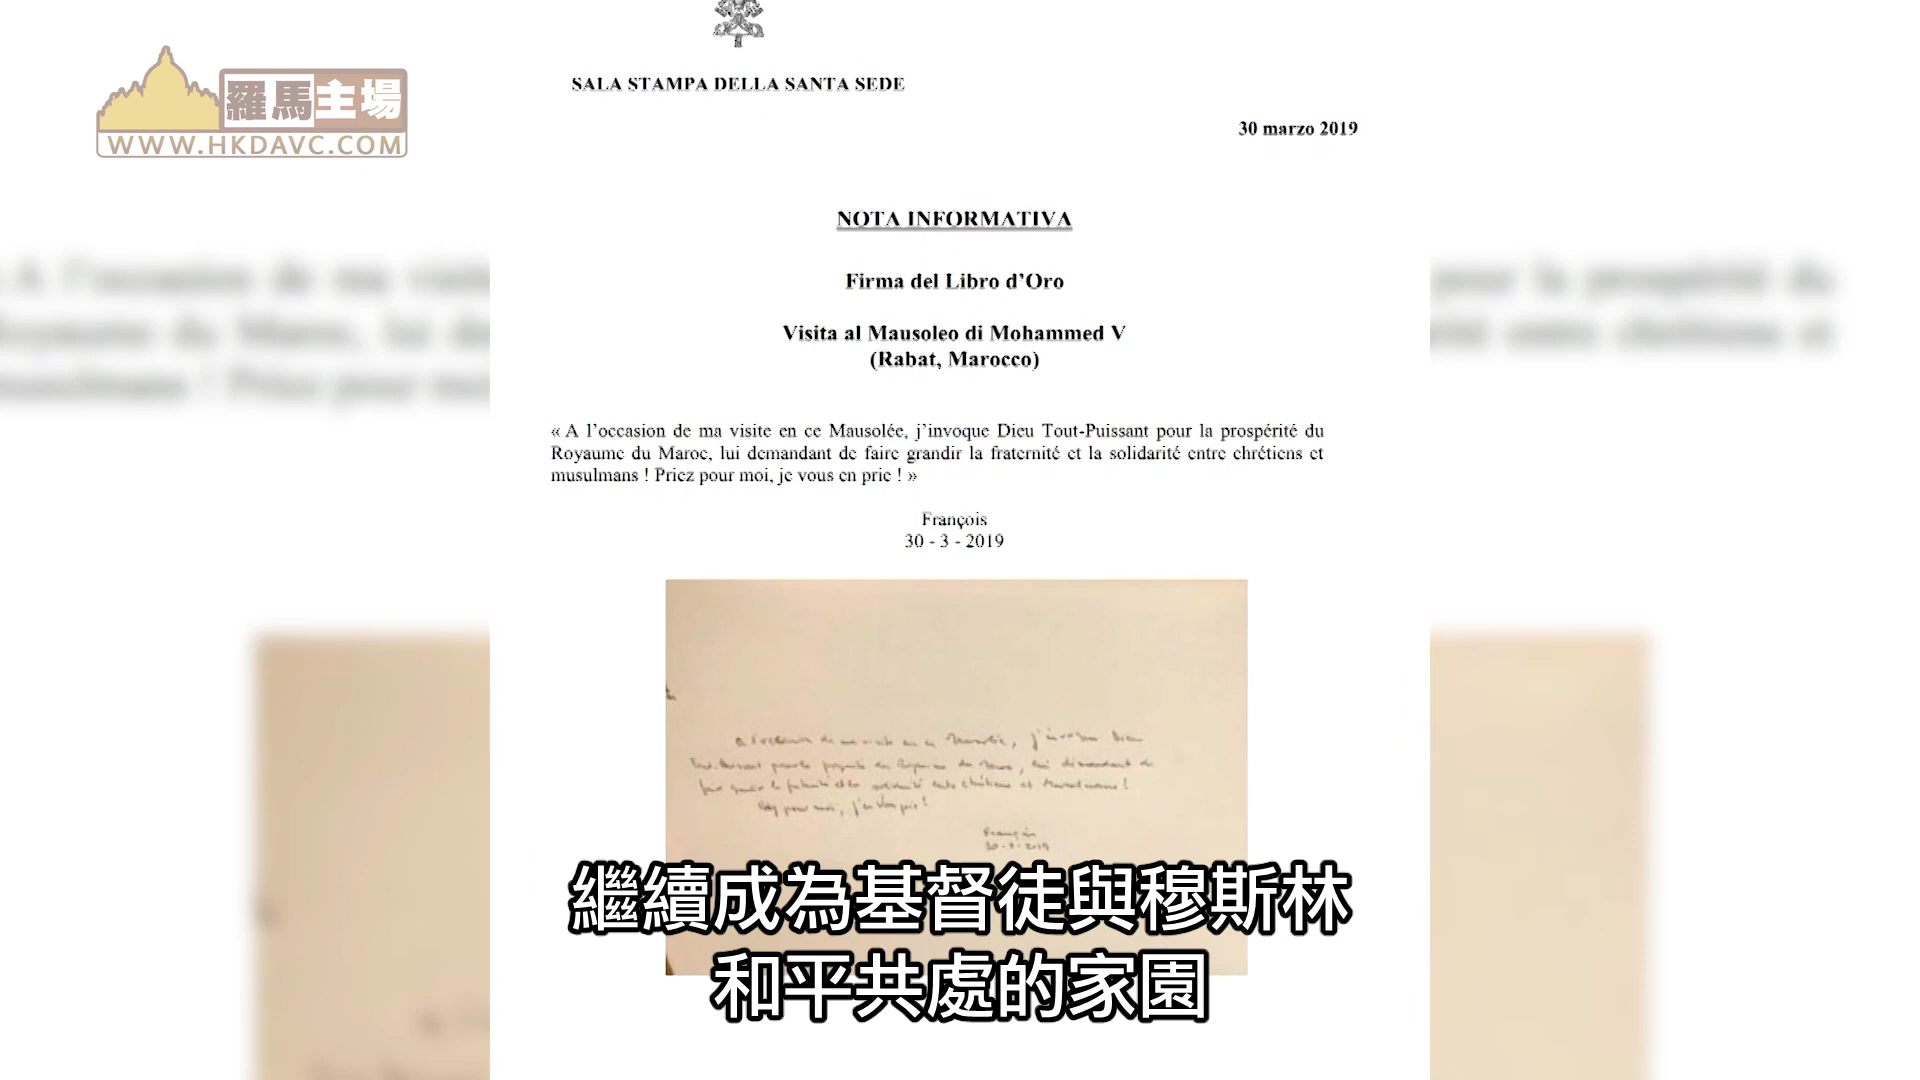 羅馬主場
WWW.HKDAVC.COM
SALA STAMPA DELLA SANTA SEDE
30 marzo 2019
NOTA INFORMATIVA
Firma del Libro d’Oro
Visita al Mausoleo di Mohammed V
(Rabat, Marocco)
« A l’occasion de ma visite en ce Mausolée, j’invoque Dieu Tout-Puissant pour la prospérité du
Royaume du Maroc, lui demandant de faire grandir la fraternité et la solidarité entre chrétiens et
musulmans ! Priez pour moi, je vous en prie ! »
François
30 - 3 - 2019
François
30-3-2019
繼續成為基督徒與穆斯林
和平共處的家園